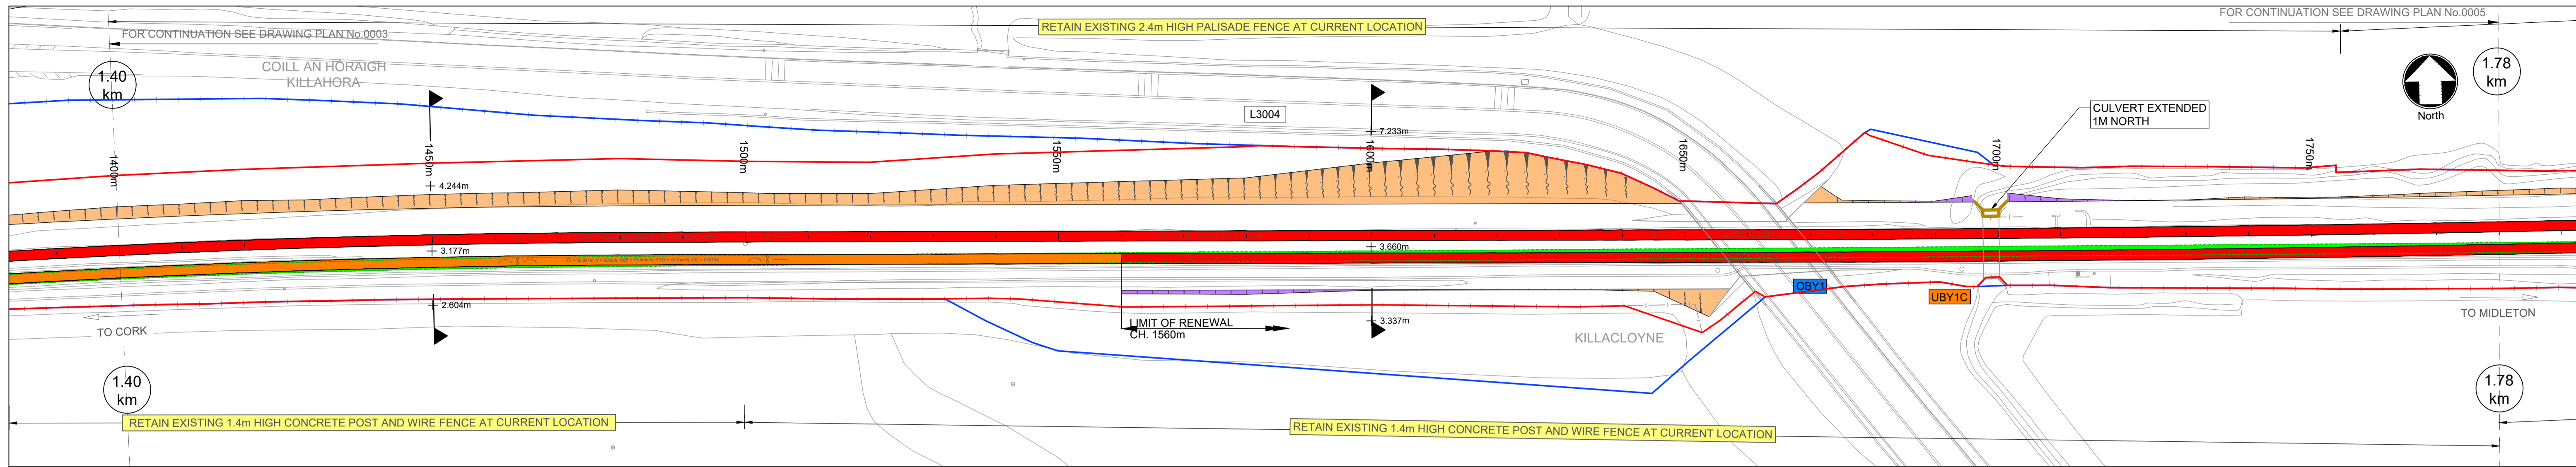 RETAIN EXISTING 2.4m HIGH PALISADE FENCE AT CURRENT LOCATION
FOR CONTINUATION SEE DRAWING PLAN No.0005
FOR CONTINUATION SEE DRAWING PLAN No.0003
COILL AN HÓRAIGH
KILLAHORA
1.40
km
1.78
km
North
L3004
CULVERT EXTENDED
1M NORTH
7.233m
1400m
1450m
1500m
1550m
1600m
1650m
1700m
1750m
4.244m
3.177m
3.660m
2.604m
OBY1
UBY1C
LIMIT OF RENEWAL
CH. 1560m
3.337m
KILLACLOYNE
TO CORK
TO MIDLETON
1.40
km
1.78
km
RETAIN EXISTING 1.4m HIGH CONCRETE POST AND WIRE FENCE AT CURRENT LOCATION
RETAIN EXISTING 1.4m HIGH CONCRETE POST AND WIRE FENCE AT CURRENT LOCATION